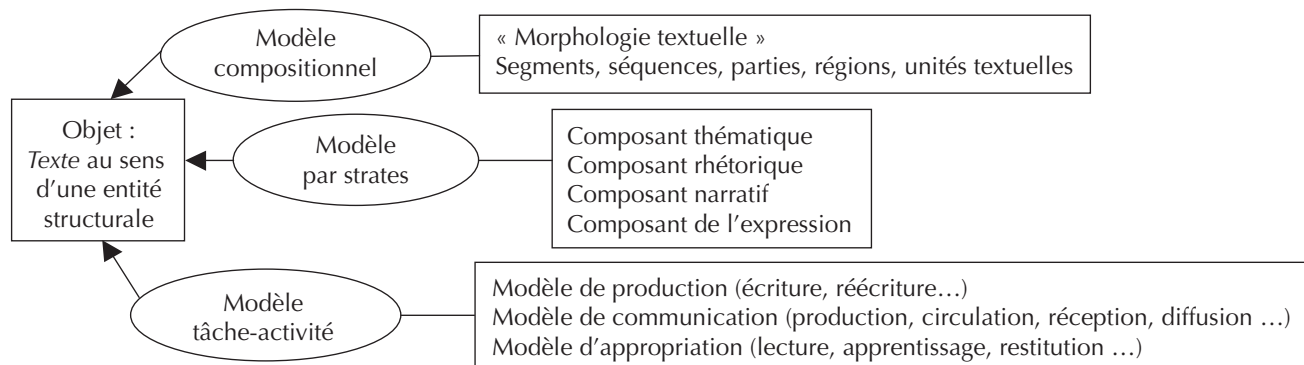 Modèle
compositionnel
« Morphologie textuelle »
Segments, séquences, parties, régions, unités textuelles
Objet :
Texte au sens
d’une entité
structurale
Modèle
par strates
Composant thématique
Composant rhétorique
Composant narratif
Composant de l’expression
Modèle
tâche-activité
Modèle de production (écriture, réécriture…)
Modèle de communication (production, circulation, réception, diffusion …)
Modèle d’appropriation (lecture, apprentissage, restitution …)